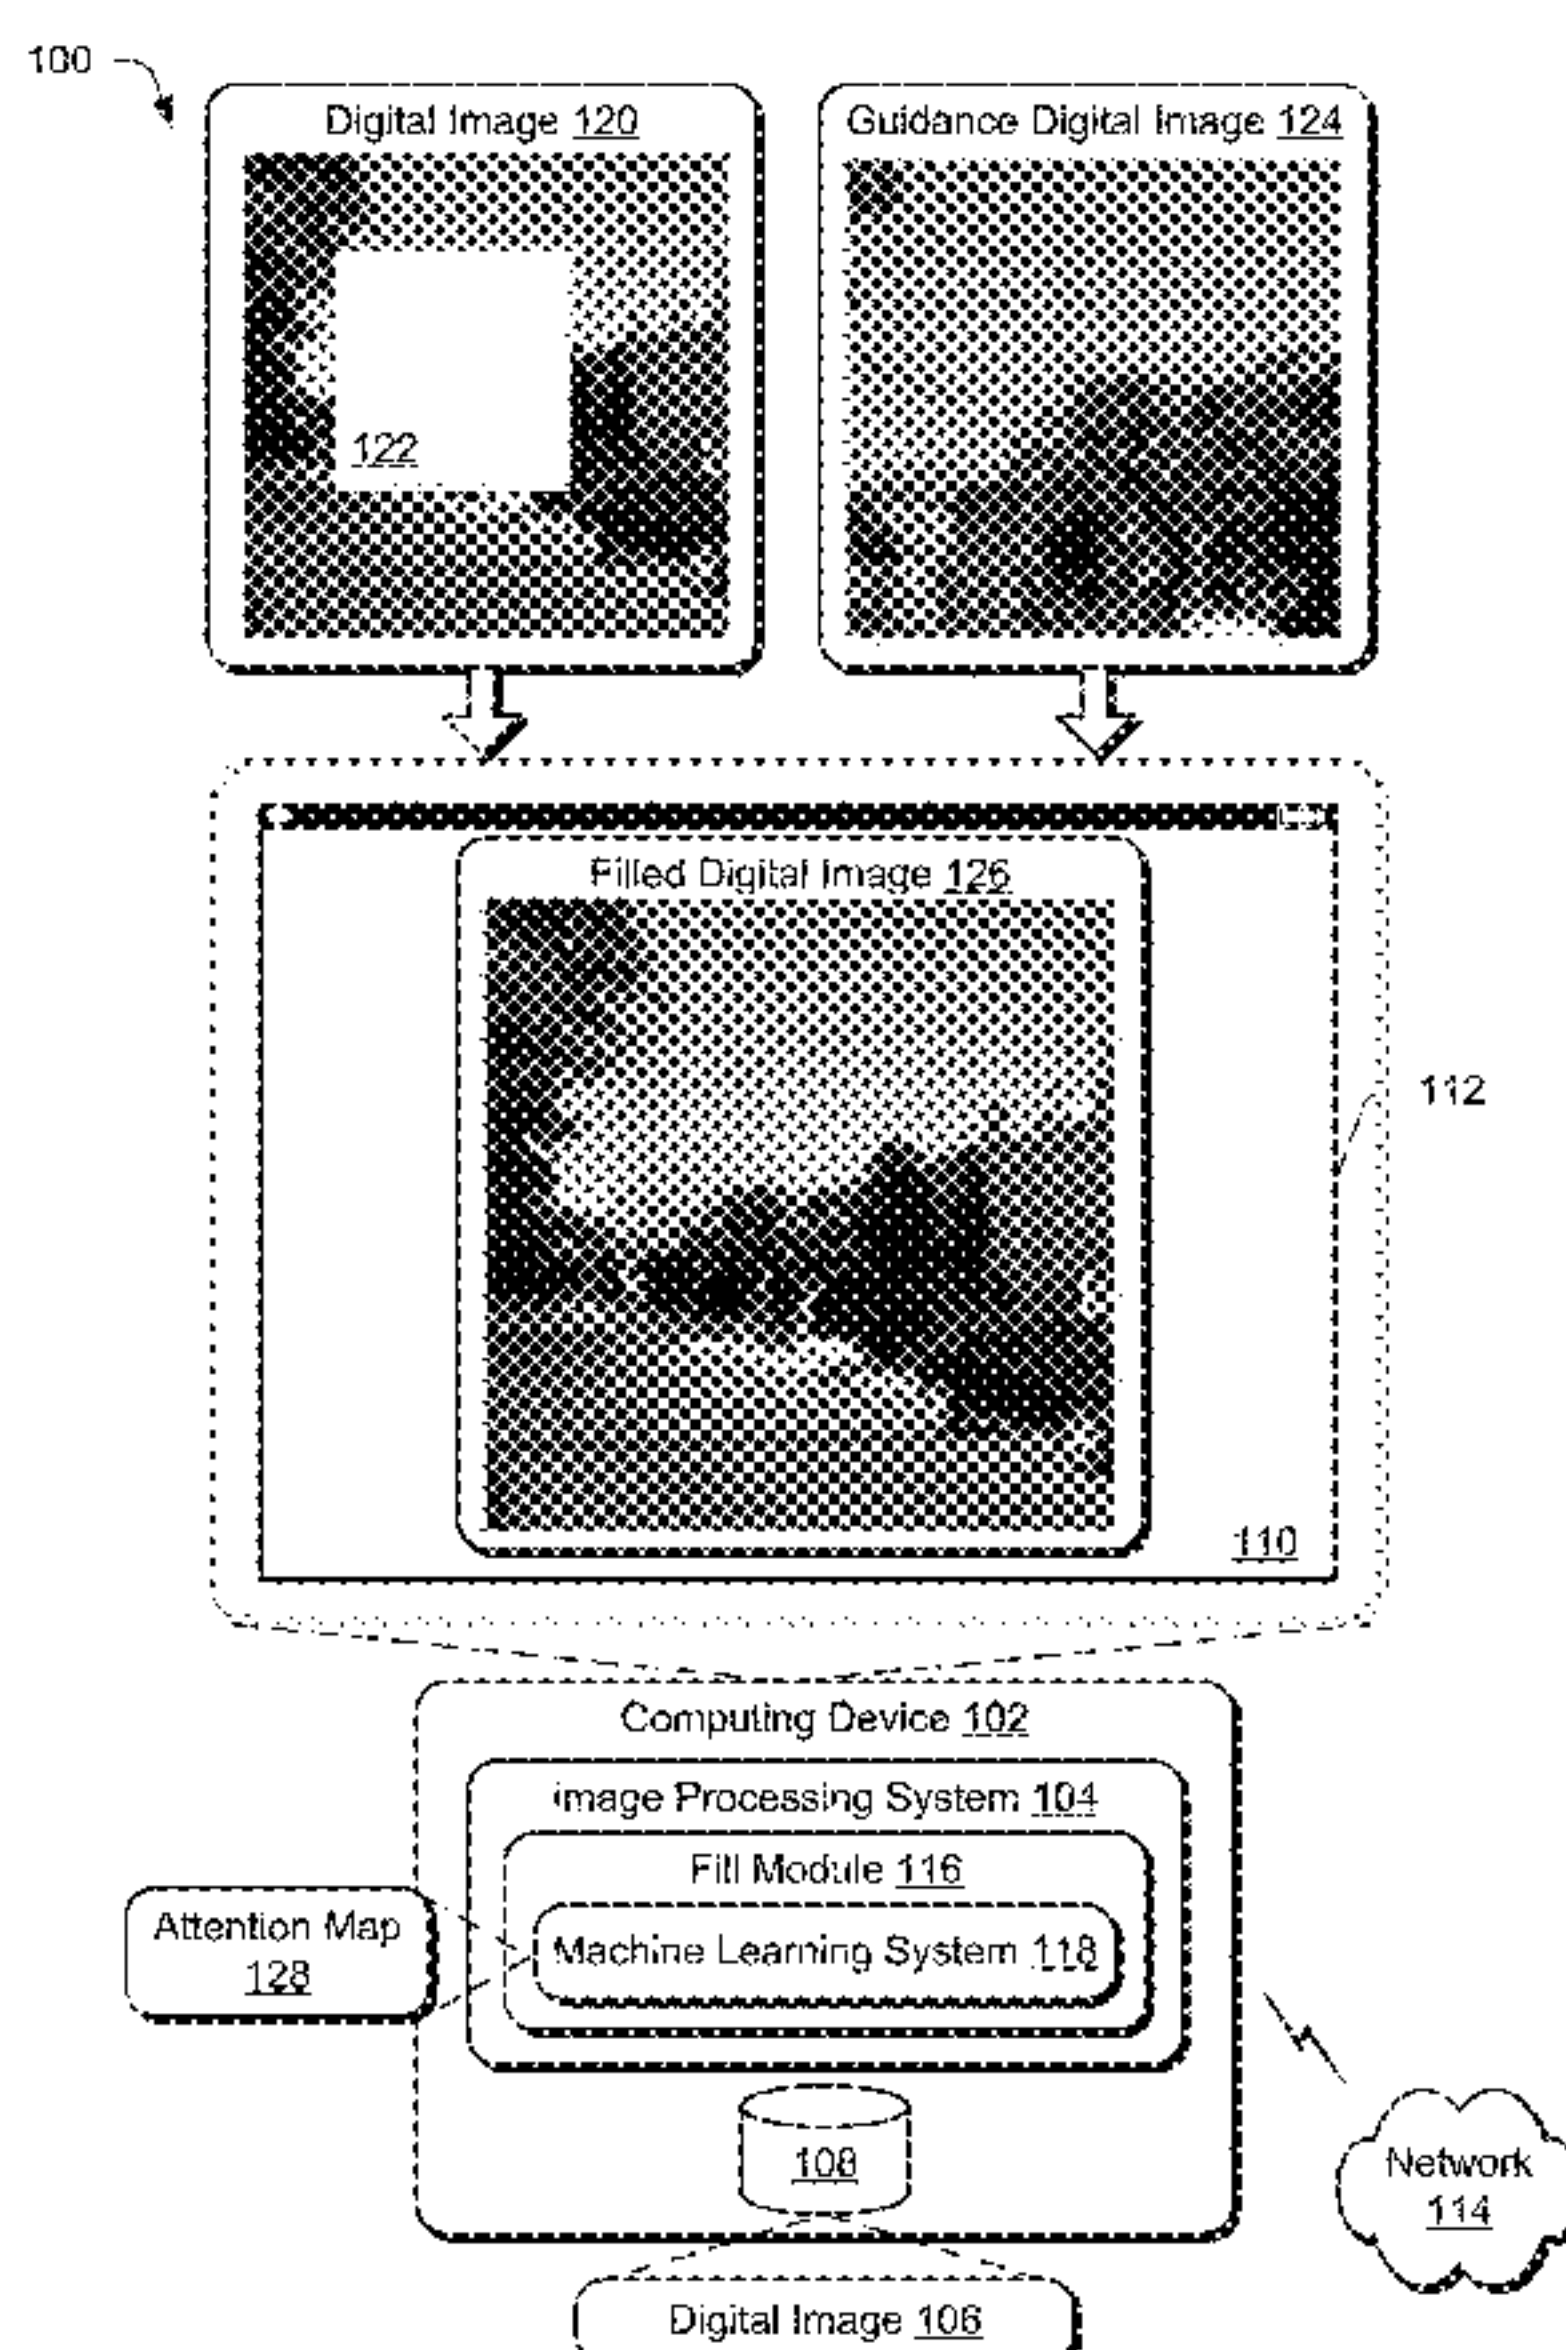 100
Digital Image 120
Guidance Digital Image 124
122
Filled Digital Image 126
112
110
Computing Device 102
Image Processing System 104
Fill Module 116
Attention Map
128
Machine Learning System 118
108
Network
114
Digital Image 106